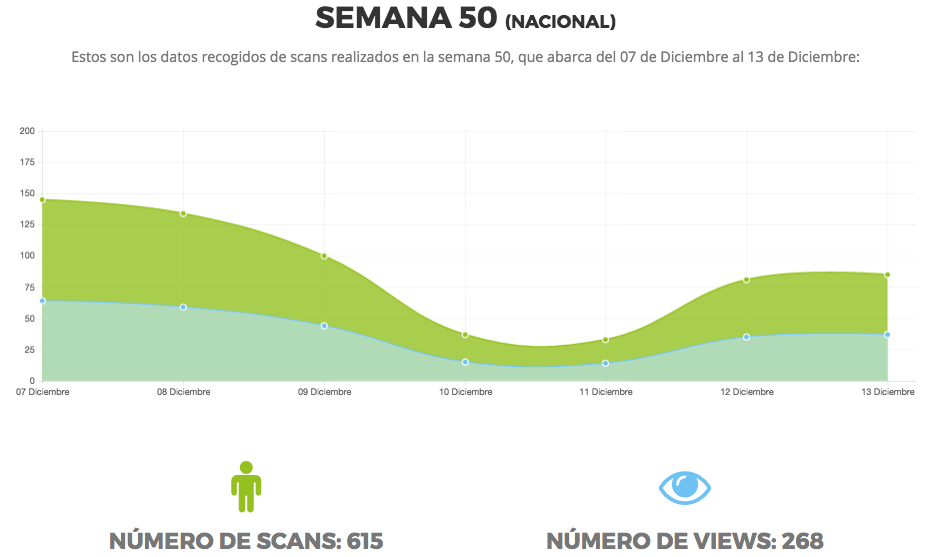 SEMANA 50 (NACIONAL)
Estos son los datos recogidos de scans realizados en la semana 50, que abarca del 07 de Diciembre al 13 de Diciembre:
200
175
150
125
100
75
50
25
0
07 Diciembre 08 Diciembre 09 Diciembre 10 Diciembre 11 Diciembre 12 Diciembre 13 Diciembre
NÚMERO DE SCANS: 615 NÚMERO DE VIEWS: 268